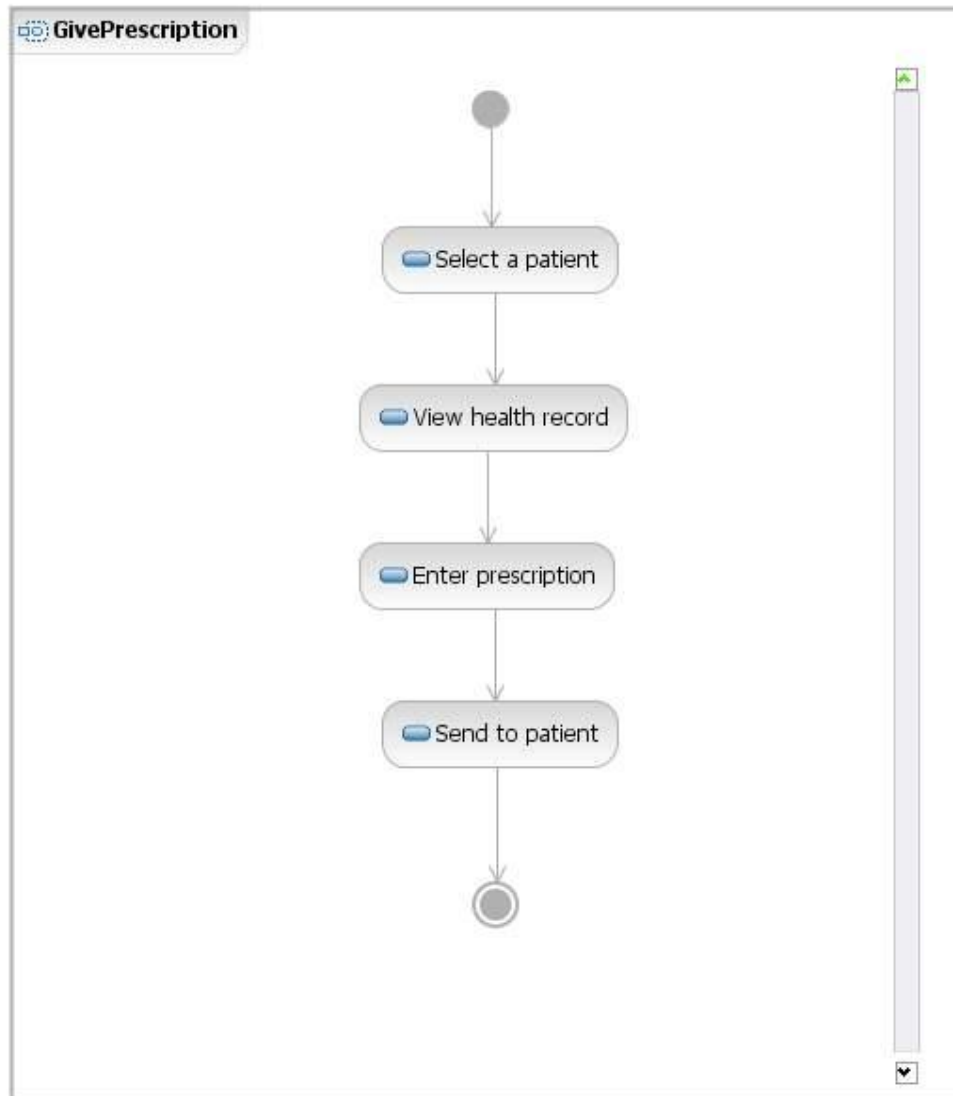 GivePrescription
Select a patient
View health record
Enter prescription
Send to patient